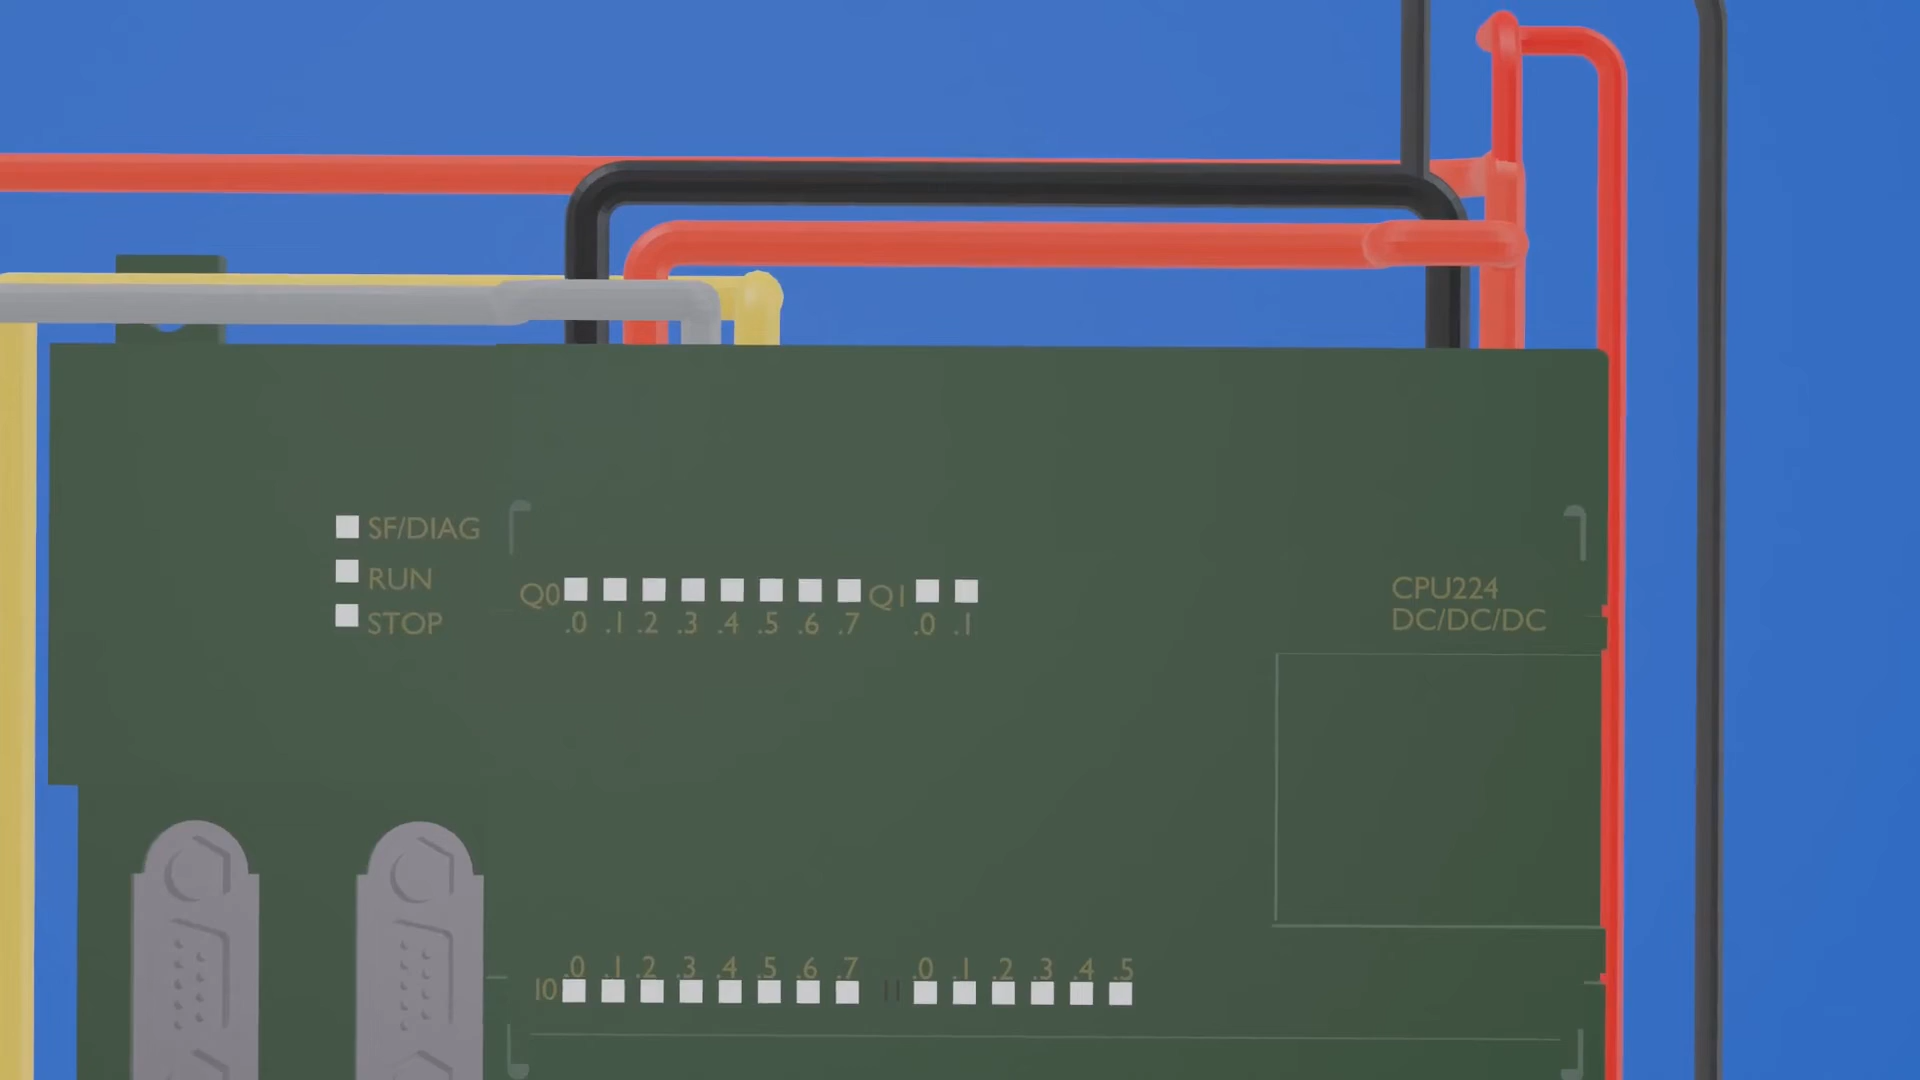 SF/DIAG
RUN
STOP
Q0 Q1
.0 .1 .2 .3 .4 .5 .6 .7 .0 .1
CPU224
DC/DC/DC
.0 .1 .2 .3 .4 .5 .6 .7 .0 .1 .2 .3 .4 .5
I0 I1